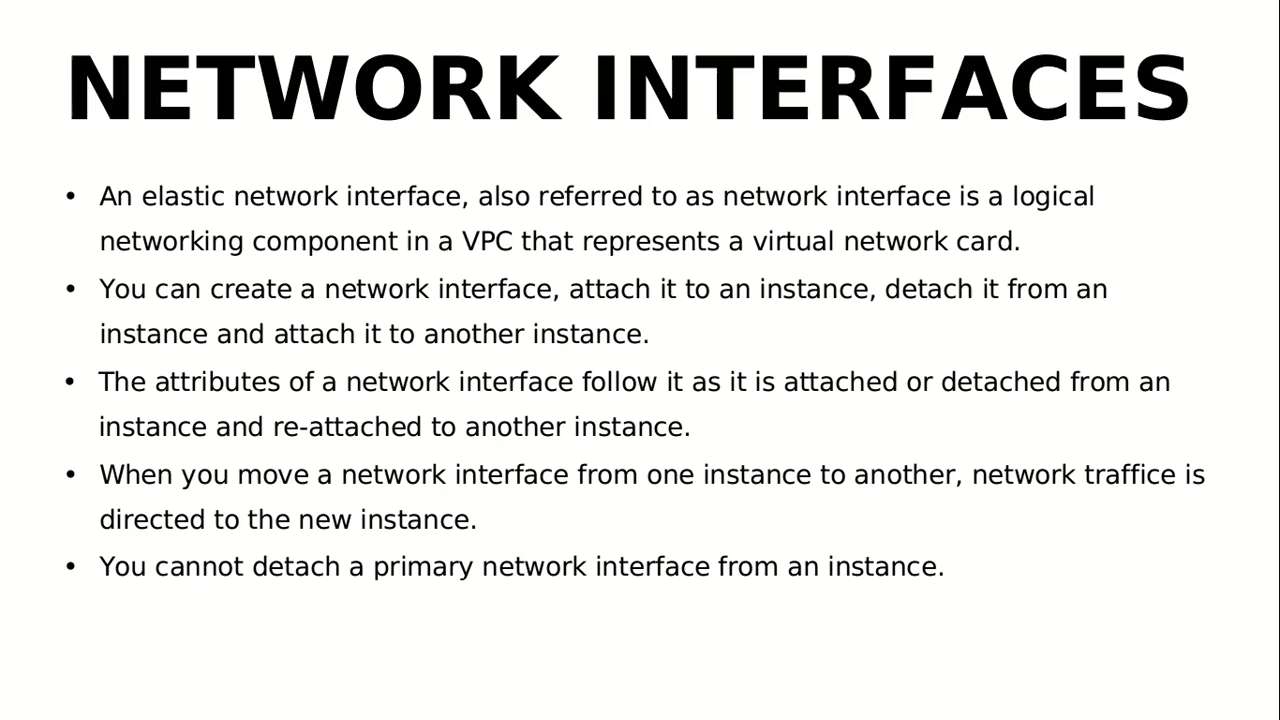 NETWORK INTERFACES
• An elastic network interface, also referred to as network interface is a logical
networking component in a VPC that represents a virtual network card.
• You can create a network interface, attach it to an instance, detach it from an
instance and attach it to another instance.
• The attributes of a network interface follow it as it is attached or detached from an
instance and re-attached to another instance.
• When you move a network interface from one instance to another, network traffice is
directed to the new instance.
• You cannot detach a primary network interface from an instance.